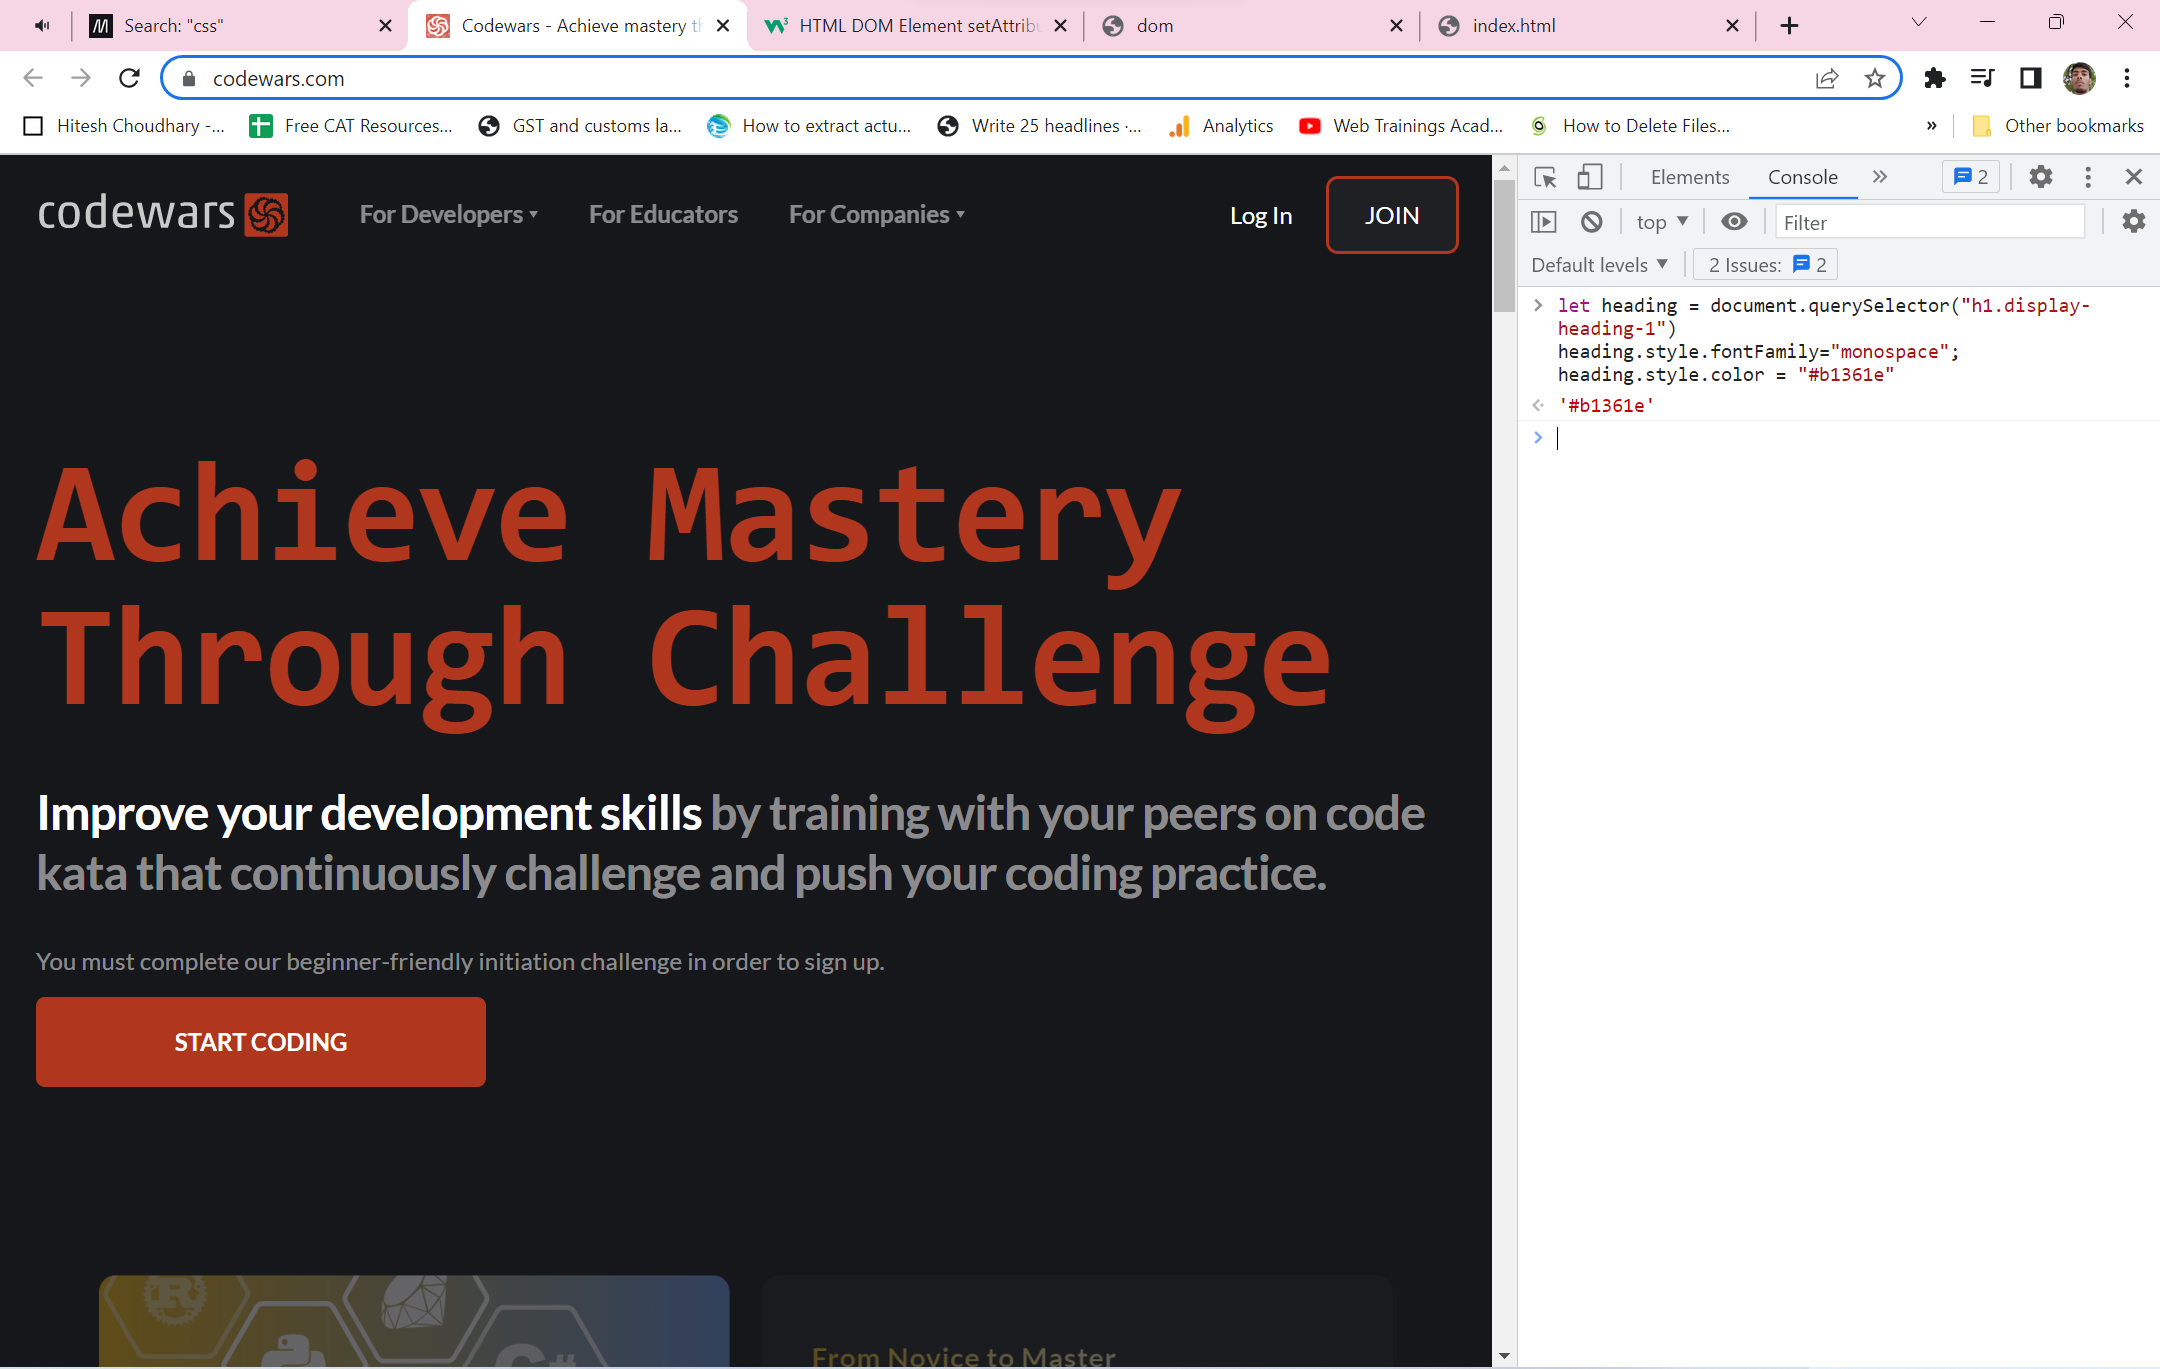 Search: "css"
Codewars - Achieve mastery th
HTML DOM Element setAttribu
dom
index.html
codewars.com
Hitesh Choudhary -...
Free CAT Resources...
GST and customs la...
How to extract actu...
Write 25 headlines ·...
Analytics
Web Trainings Acad...
How to Delete Files...
»
Other bookmarks
codewars
For Developers
For Educators
For Companies
Log In
JOIN
Achieve Mastery
Through Challenge
Improve your development skills by training with your peers on code
kata that continuously challenge and push your coding practice.
You must complete our beginner-friendly initiation challenge in order to sign up.
START CODING
R
C#
From Novice to Master
Elements
Console
2
top
Filter
Default levels
2 Issues: 2
let heading = document.querySelector("h1.display-
heading-1")
heading.style.fontFamily="monospace";
heading.style.color = "#b1361e"
'#b1361e'